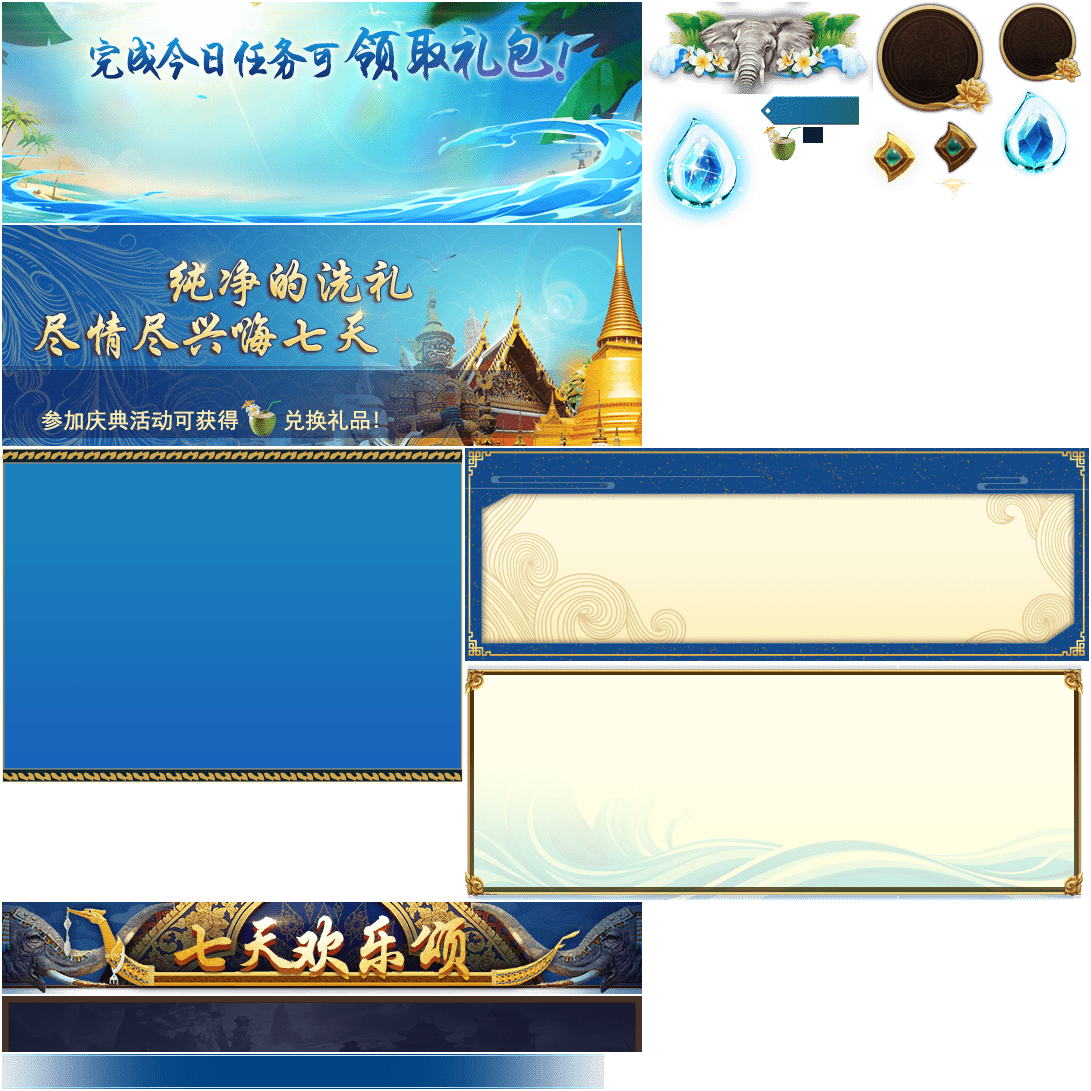 完成今日任务可领取礼包！
纯净的洗礼
尽情尽兴嗨七天
参加庆典活动可获得 兑换礼品！
七天欢乐颂